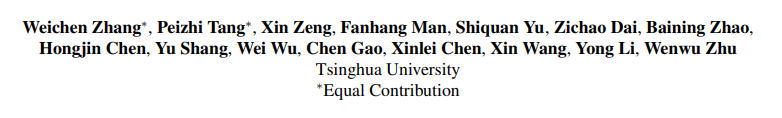 Weichen Zhang*, Peizhi Tang*, Xin Zeng, Fanhang Man, Shiquan Yu, Zichao Dai, Baining Zhao,
Hongjin Chen, Yu Shang, Wei Wu, Chen Gao, Xinlei Chen, Xin Wang, Yong Li, Wenwu Zhu
Tsinghua University
*Equal Contribution